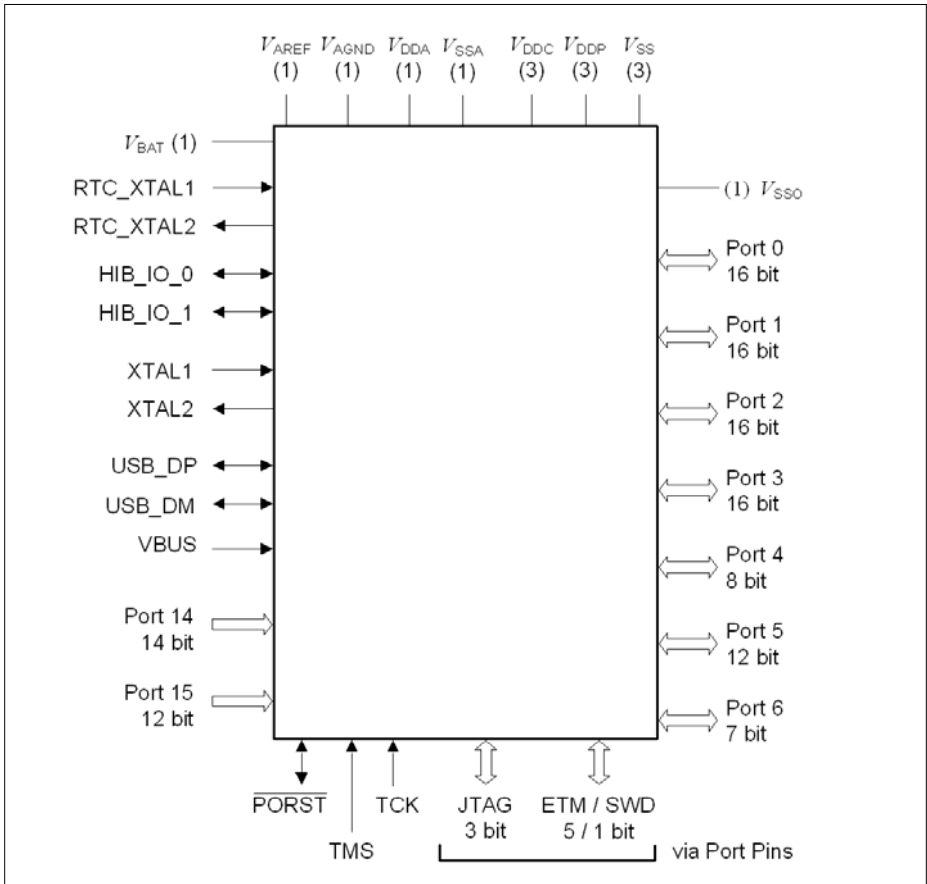 VAREF VAGND VDDA VSSA VDDC VDDP VSS
(1) (1) (1) (1) (3) (3) (3)
VBAT (1)
RTC_XTAL1
RTC_XTAL2
HIB_IO_0
HIB_IO_1
XTAL1
XTAL2
USB_DP
USB_DM
VBUS
Port 14
14 bit
Port 15
12 bit
(1) VSSO
Port 0
16 bit
Port 1
16 bit
Port 2
16 bit
Port 3
16 bit
Port 4
8 bit
Port 5
12 bit
Port 6
7 bit
PORST TCK JTAG ETM / SWD
3 bit 5 / 1 bit
TMS via Port Pins